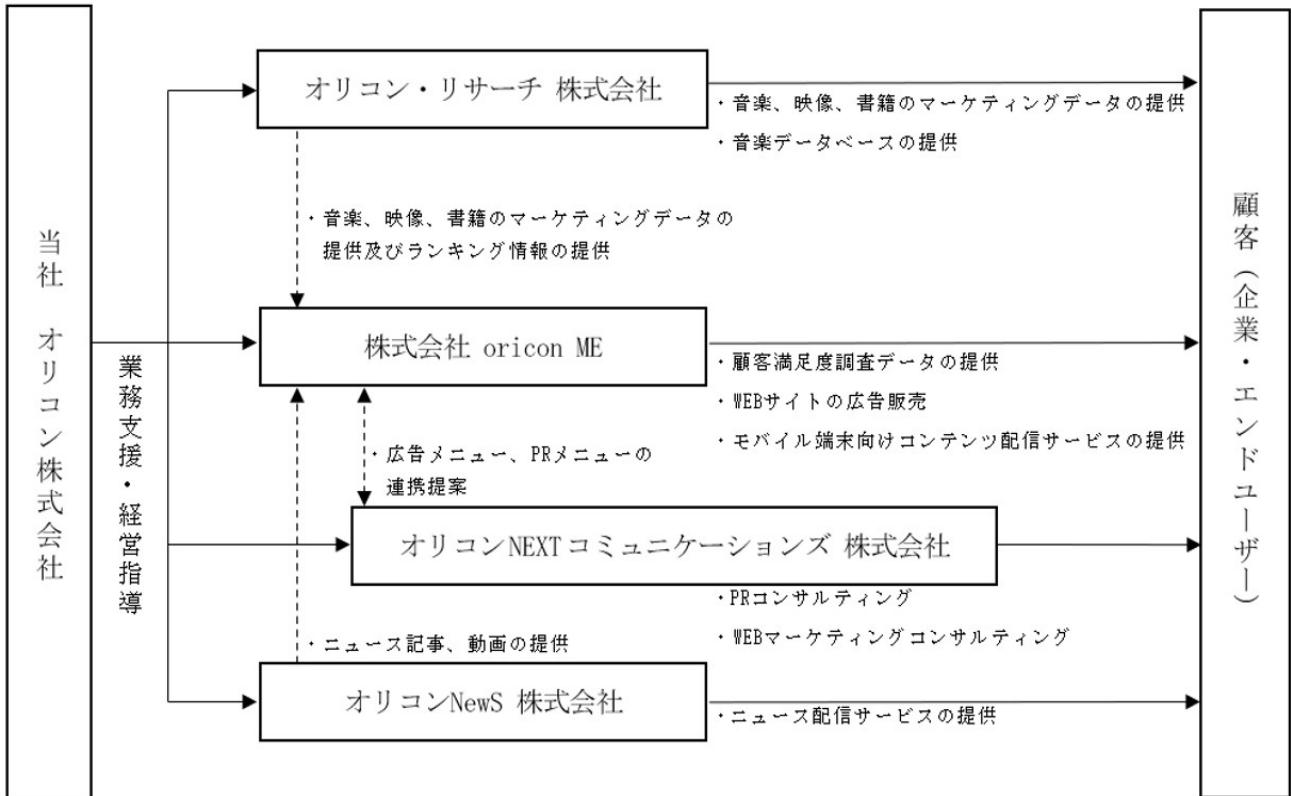 当社 オリコン株式会社
業務支援・経営指導
オリコン・リサーチ 株式会社
・音楽、映像、書籍のマーケティングデータの提供
・音楽データベースの提供
・音楽、映像、書籍のマーケティングデータの
提供及びランキング情報の提供
株式会社 oricon ME
・顧客満足度調査データの提供
・WEBサイトの広告販売
・モバイル端末向けコンテンツ配信サービスの提供
・広告メニュー、PRメニューの
連携提案
オリコンNEXTコミュニケーションズ 株式会社
・PRコンサルティング
・WEBマーケティングコンサルティング
・ニュース記事、動画の提供
オリコンNewS 株式会社
・ニュース配信サービスの提供
顧客(企業・エンドユーザー)